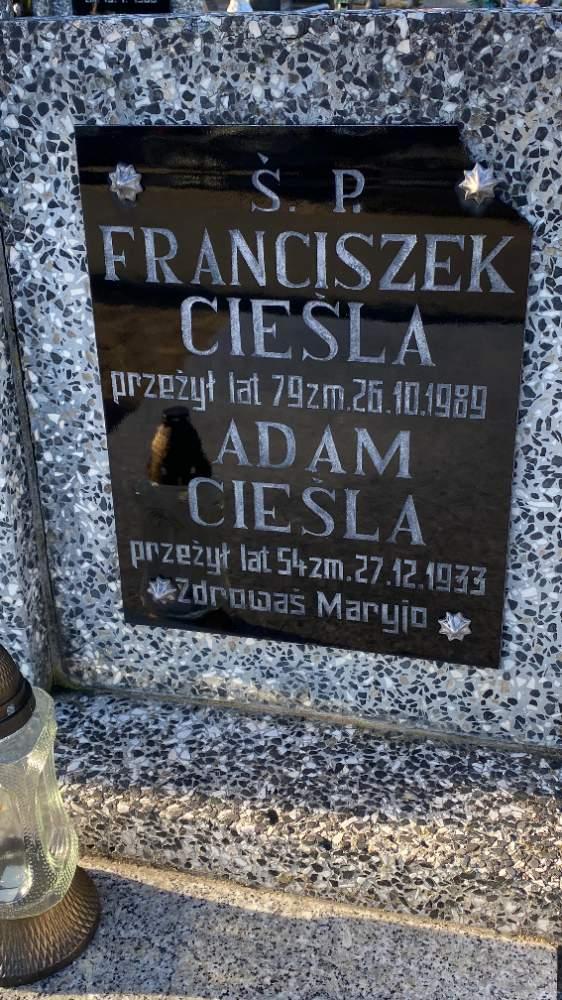 Ś. P.
FRANCISZEK
CIEŚLA
przeżył lat 79 zm. 26.10.1989
ADAM
CIEŚLA
przeżył lat 54 zm. 27.12.1933
Zdrowaś Maryjo